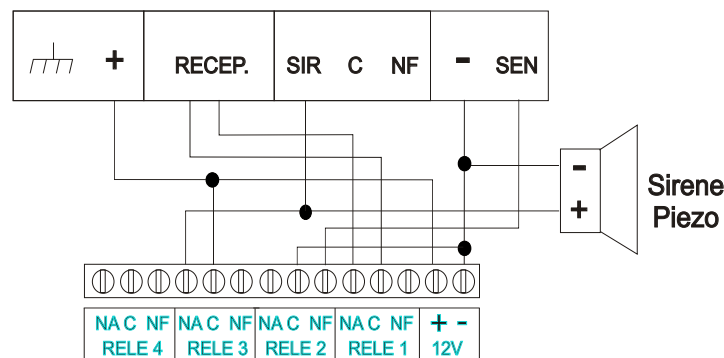 + RECEP. SIR C NF - SEN
-
+
Sirene
Piezo
NA C NF NA C NF NA C NF NA C NF + -
RELE 4 RELE 3 RELE 2 RELE 1 12V